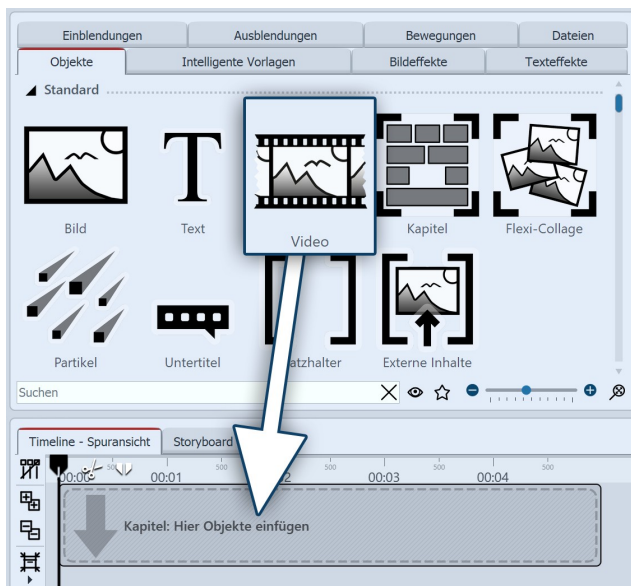 Einblendungen Ausblendungen Bewegungen Dateien
Objekte Intelligente Vorlagen Bildeffekte Texteffekte
Standard
Bild Text Video Kapitel Flexi-Collage
Partikel Untertitel atzhalter Externe Inhalte
Suchen
Timeline - Spuransicht Storyboard
500 500 500 500 500
00:00 00:01 2 00:03 00:04
Kapitel: Hier Objekte einfügen